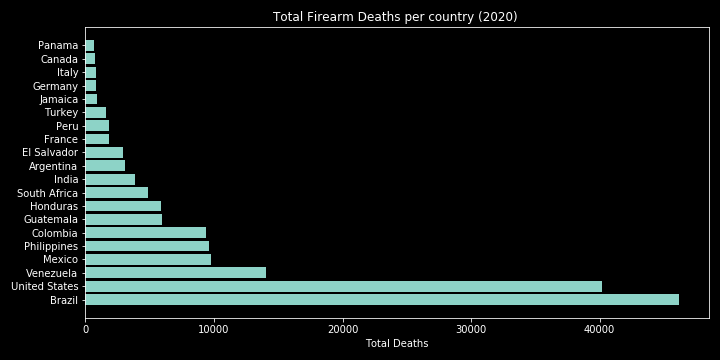 Total Firearm Deaths per country (2020)
Panama
Canada
Italy
Germany
Jamaica
Turkey
Peru
France
El Salvador
Argentina
India
South Africa
Honduras
Guatemala
Colombia
Philippines
Mexico
Venezuela
United States
Brazil
0 10000 20000 30000 40000
Total Deaths